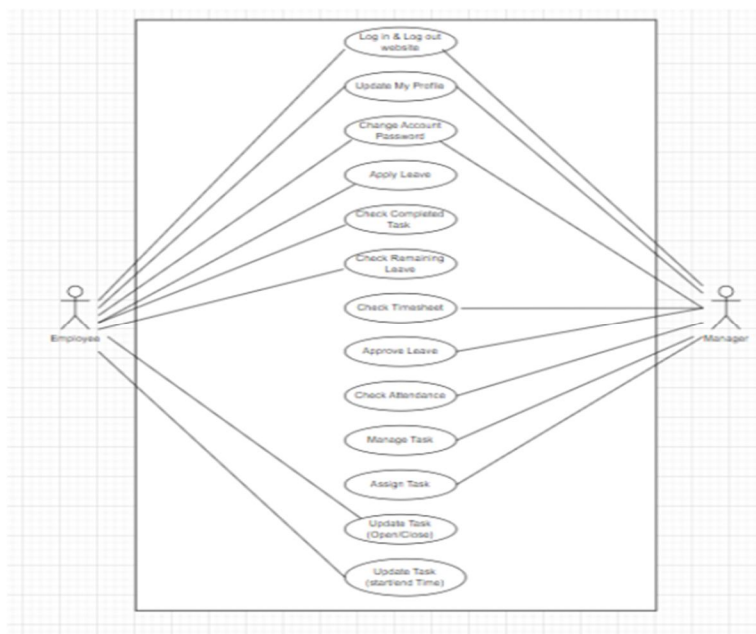 Log in & Log out
website
Update My Profile
Change Account
Password
Apply Leave
Check Completed
Task
Check Remaining
Leave
Check Timesheet
Employee
Manager
Approve Leave
Check Attendance
Manage Task
Assign Task
Update Task
(Open/Close)
Update Task
(start/end Time)